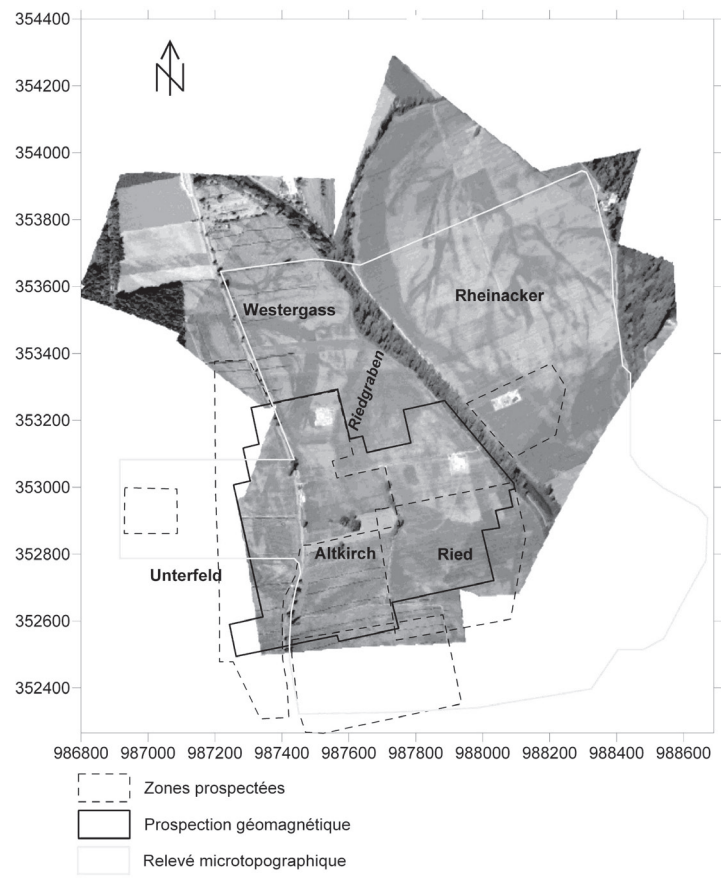 354400
354200
354000
353800
353600
353400
353200
353000
352800
352600
352400
N
Westergass
Rheinacker
Riedgraben
Altkirch
Ried
Unterfeld
986800 987000 987200 987400 987600 987800 988000 988200 988400 988600
Zones prospectées
Prospection géomagnétique
Relevé microtopographique